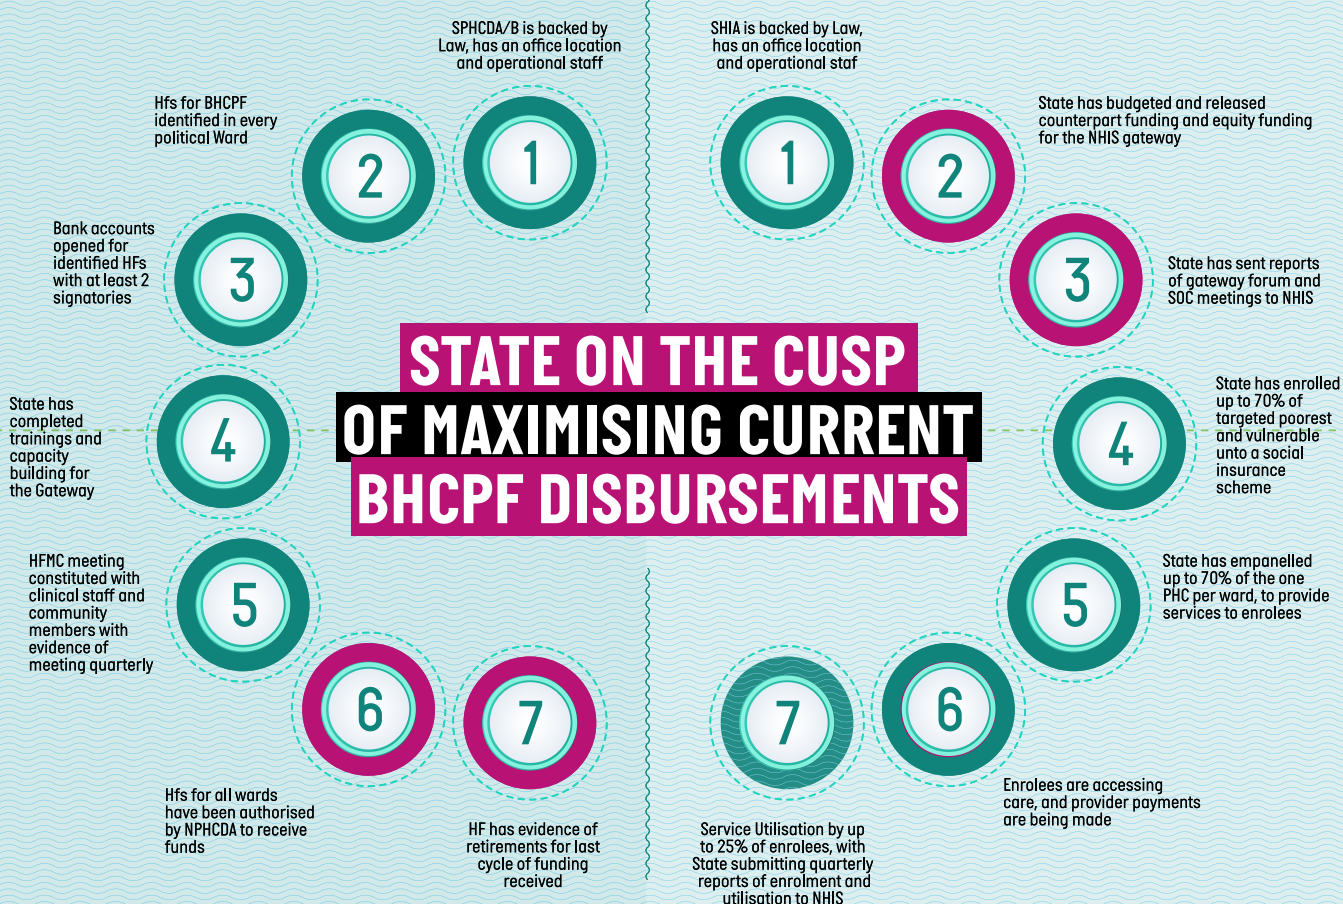 SPHCDA/B is backed by
Law, has an office location
and operational staff
1
Hfs for BHCPF
identified in every
political Ward
2
Bank accounts
opened for
identified HFs
with at least 2
signatories
3
State has
completed
trainings and
capacity
building for
the Gateway
4
HFMC meeting
constituted with
clinical staff and
community
members with
evidence of
meeting quarterly
5
6
Hfs for all wards
have been authorised
by NPHCDA to receive
funds
7
HF has evidence of
retirements for last
cycle of funding
received
STATE ON THE CUSP
OF MAXIMISING CURRENT
BHCPF DISBURSEMENTS
SHIA is backed by Law,
has an office location
and operational staf
1
State has budgeted and released
counterpart funding and equity funding
for the NHIS gateway
2
3
State has sent reports
of gateway forum and
SOC meetings to NHIS
4
State has enrolled
up to 70% of
targeted poorest
and vulnerable
unto a social
insurance
scheme
5
State has empanelled
up to 70% of the one
PHC per ward, to provide
services to enrolees
6
Enrolees are accessing
care, and provider payments
are being made
7
Service Utilisation by up
to 25% of enrolees, with
State submitting quarterly
reports of enrolment and
utilisation to NHIS